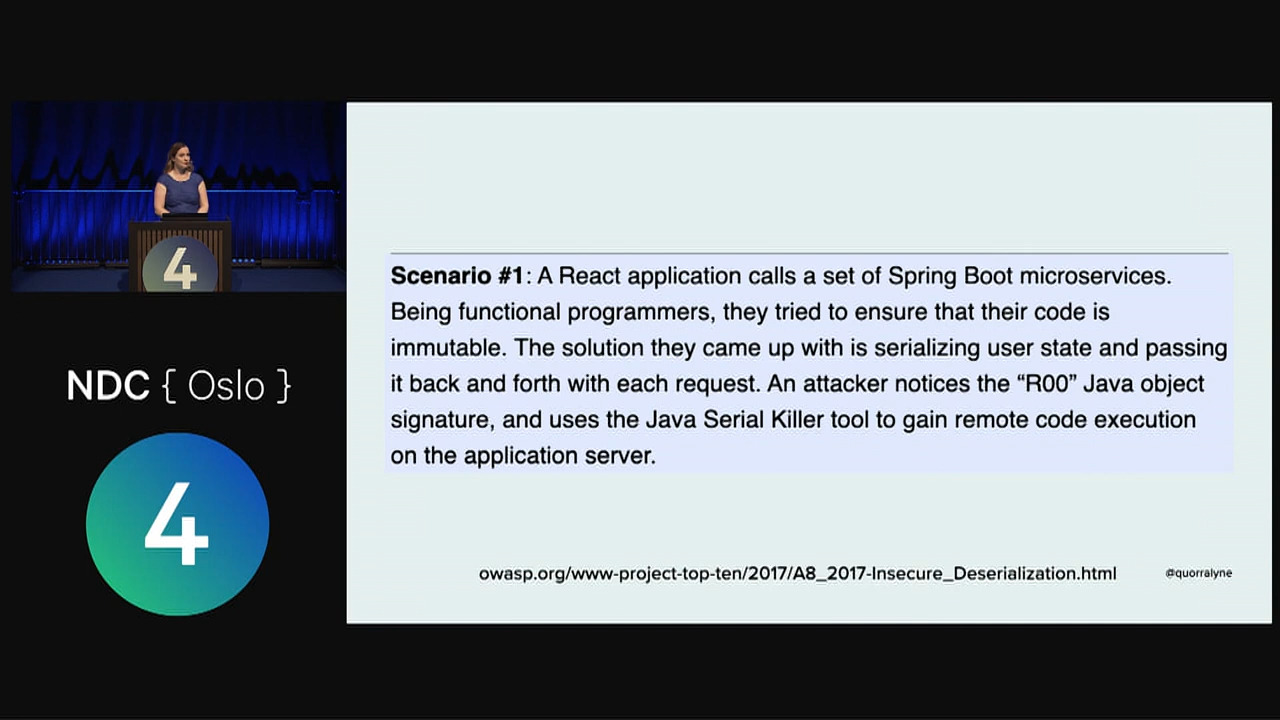 4
NDC { Oslo }
4
Scenario #1: A React application calls a set of Spring Boot microservices.
Being functional programmers, they tried to ensure that their code is
immutable. The solution they came up with is serializing user state and passing
it back and forth with each request. An attacker notices the “R00” Java object
signature, and uses the Java Serial Killer tool to gain remote code execution
on the application server.
owasp.org/www-project-top-ten/2017/A8_2017-Insecure_Deserialization.html
@quorralyne